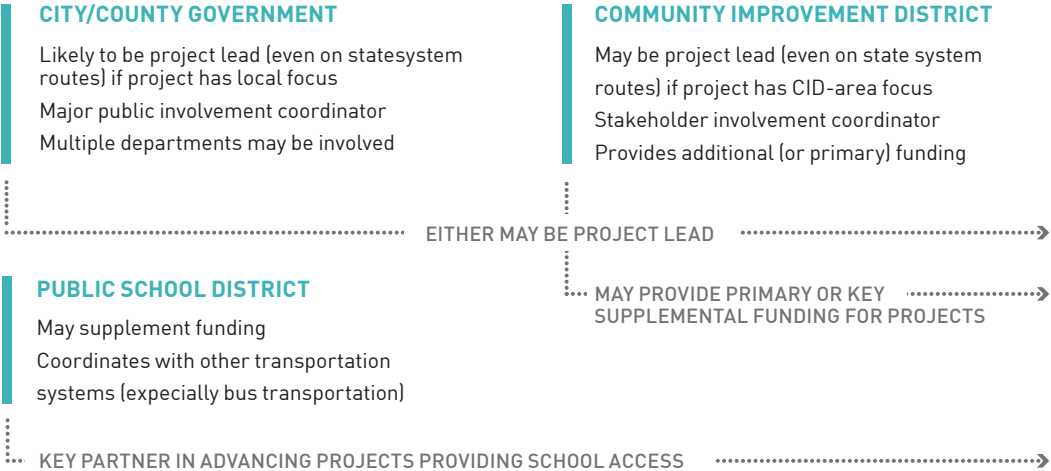 CITY/COUNTY GOVERNMENT
Likely to be project lead (even on statesystem
routes) if project has local focus
Major public involvement coordinator
Multiple departments may be involved
COMMUNITY IMPROVEMENT DISTRICT
May be project lead (even on state system
routes) if project has CID-area focus
Stakeholder involvement coordinator
Provides additional (or primary) funding
EITHER MAY BE PROJECT LEAD
MAY PROVIDE PRIMARY OR KEY
SUPPLEMENTAL FUNDING FOR PROJECTS
PUBLIC SCHOOL DISTRICT
May supplement funding
Coordinates with other transportation
systems (expecially bus transportation)
KEY PARTNER IN ADVANCING PROJECTS PROVIDING SCHOOL ACCESS